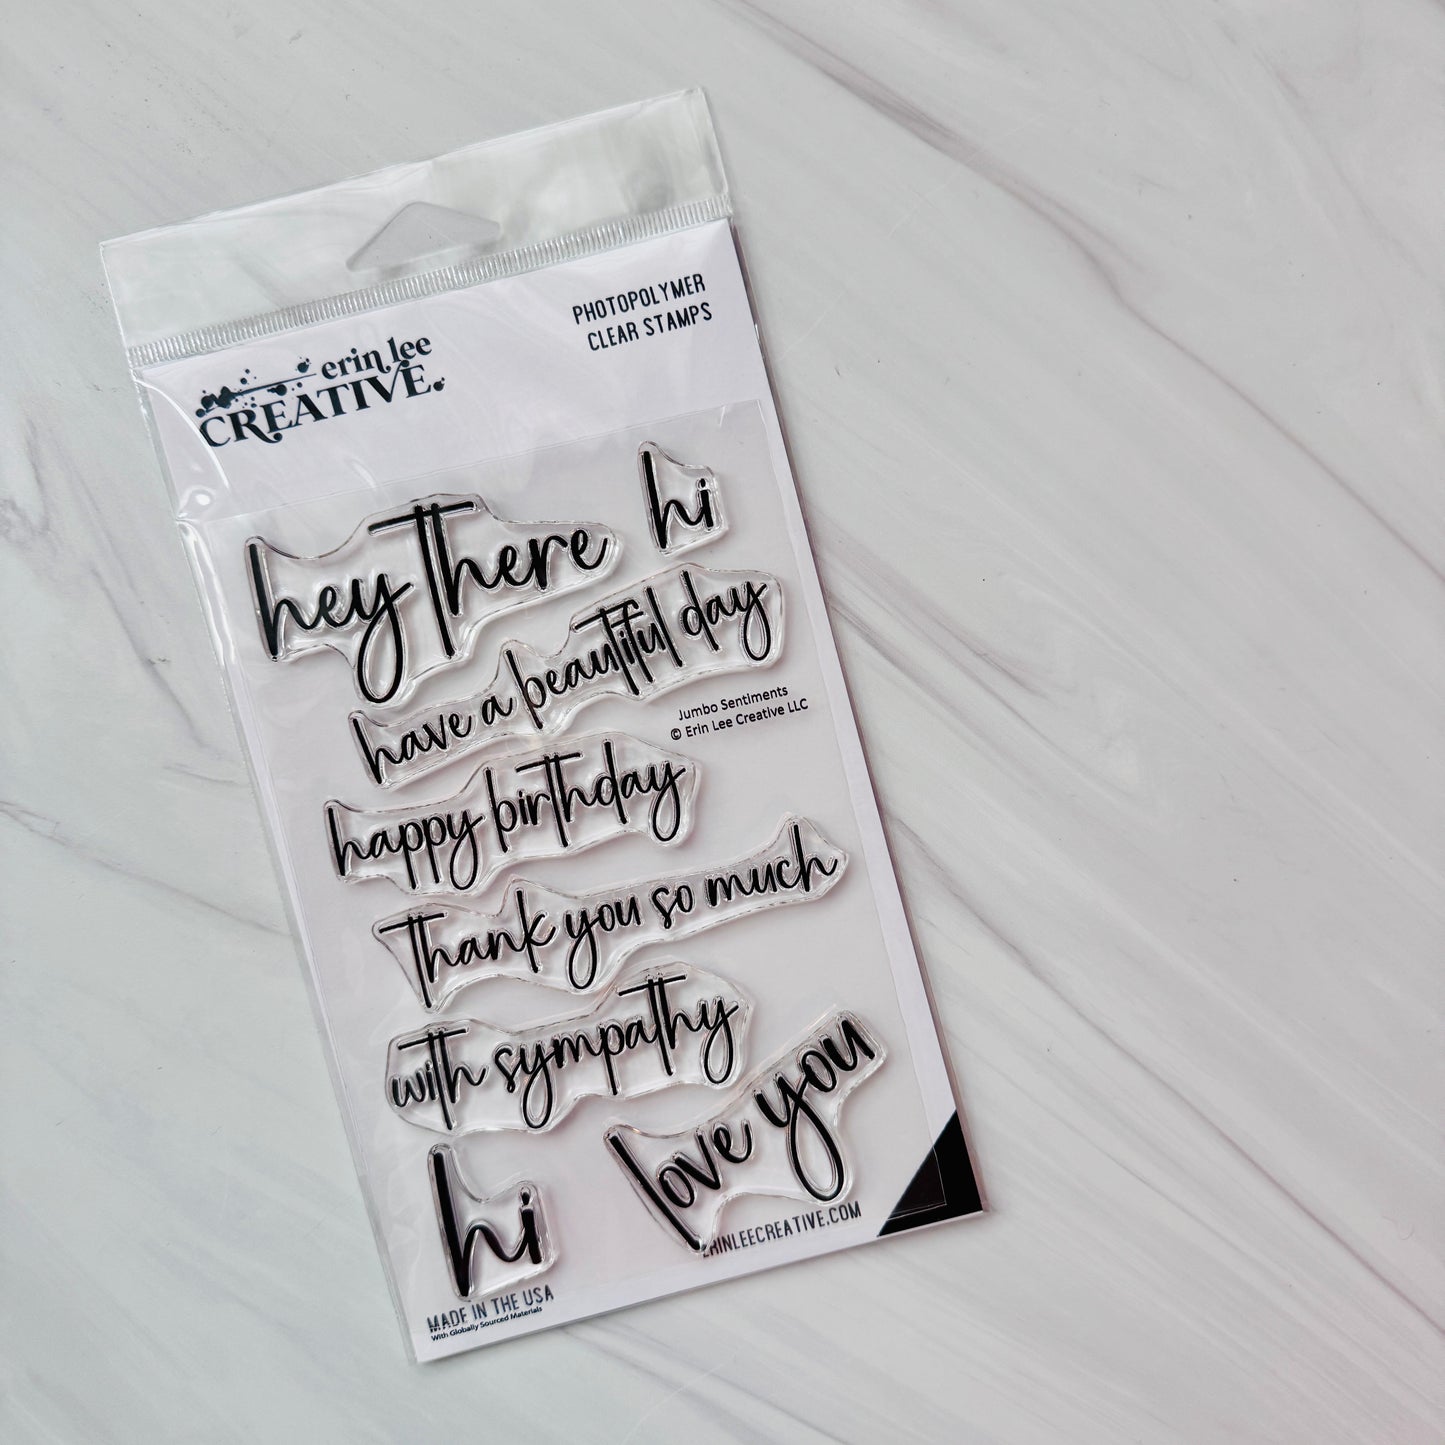 PHOTOPOLYMER
CLEAR STAMPS
erin lee
CREATIVE
hi
hey there
have a beautiful day
Jumbo Sentiments
© Erin Lee Creative LLC
happy birthday
thank you so much
with sympathy
love you
hi
ERINLEECREATIVE.COM
MADE IN THE USA
With Globally Sourced Materials